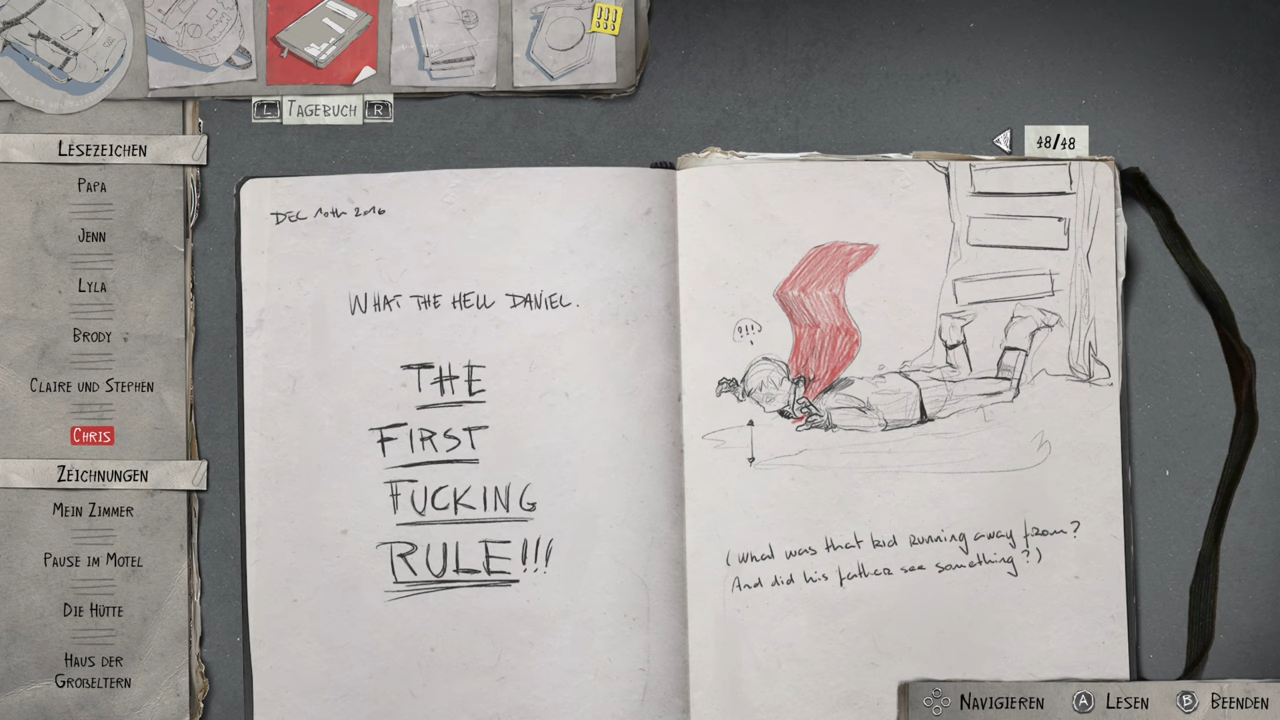 L TAGEBUCH R
LESEZEICHEN
PAPA
JENN
LYLA
BRODY
CLAIRE UND STEPHEN
CHRIS
ZEICHNUNGEN
MEIN ZIMMER
PAUSE IM MOTEL
DIE HÜTTE
HAUS DER
GROßELTERN
48/48
DEC 10th 2016
WHAT THE HELL DANIEL.
THE
FIRST
FUCKING
RULE!!!
?!!
(What was that kid running away from?
And did his father see something?)
NAVIGIEREN A LESEN B BEENDEN